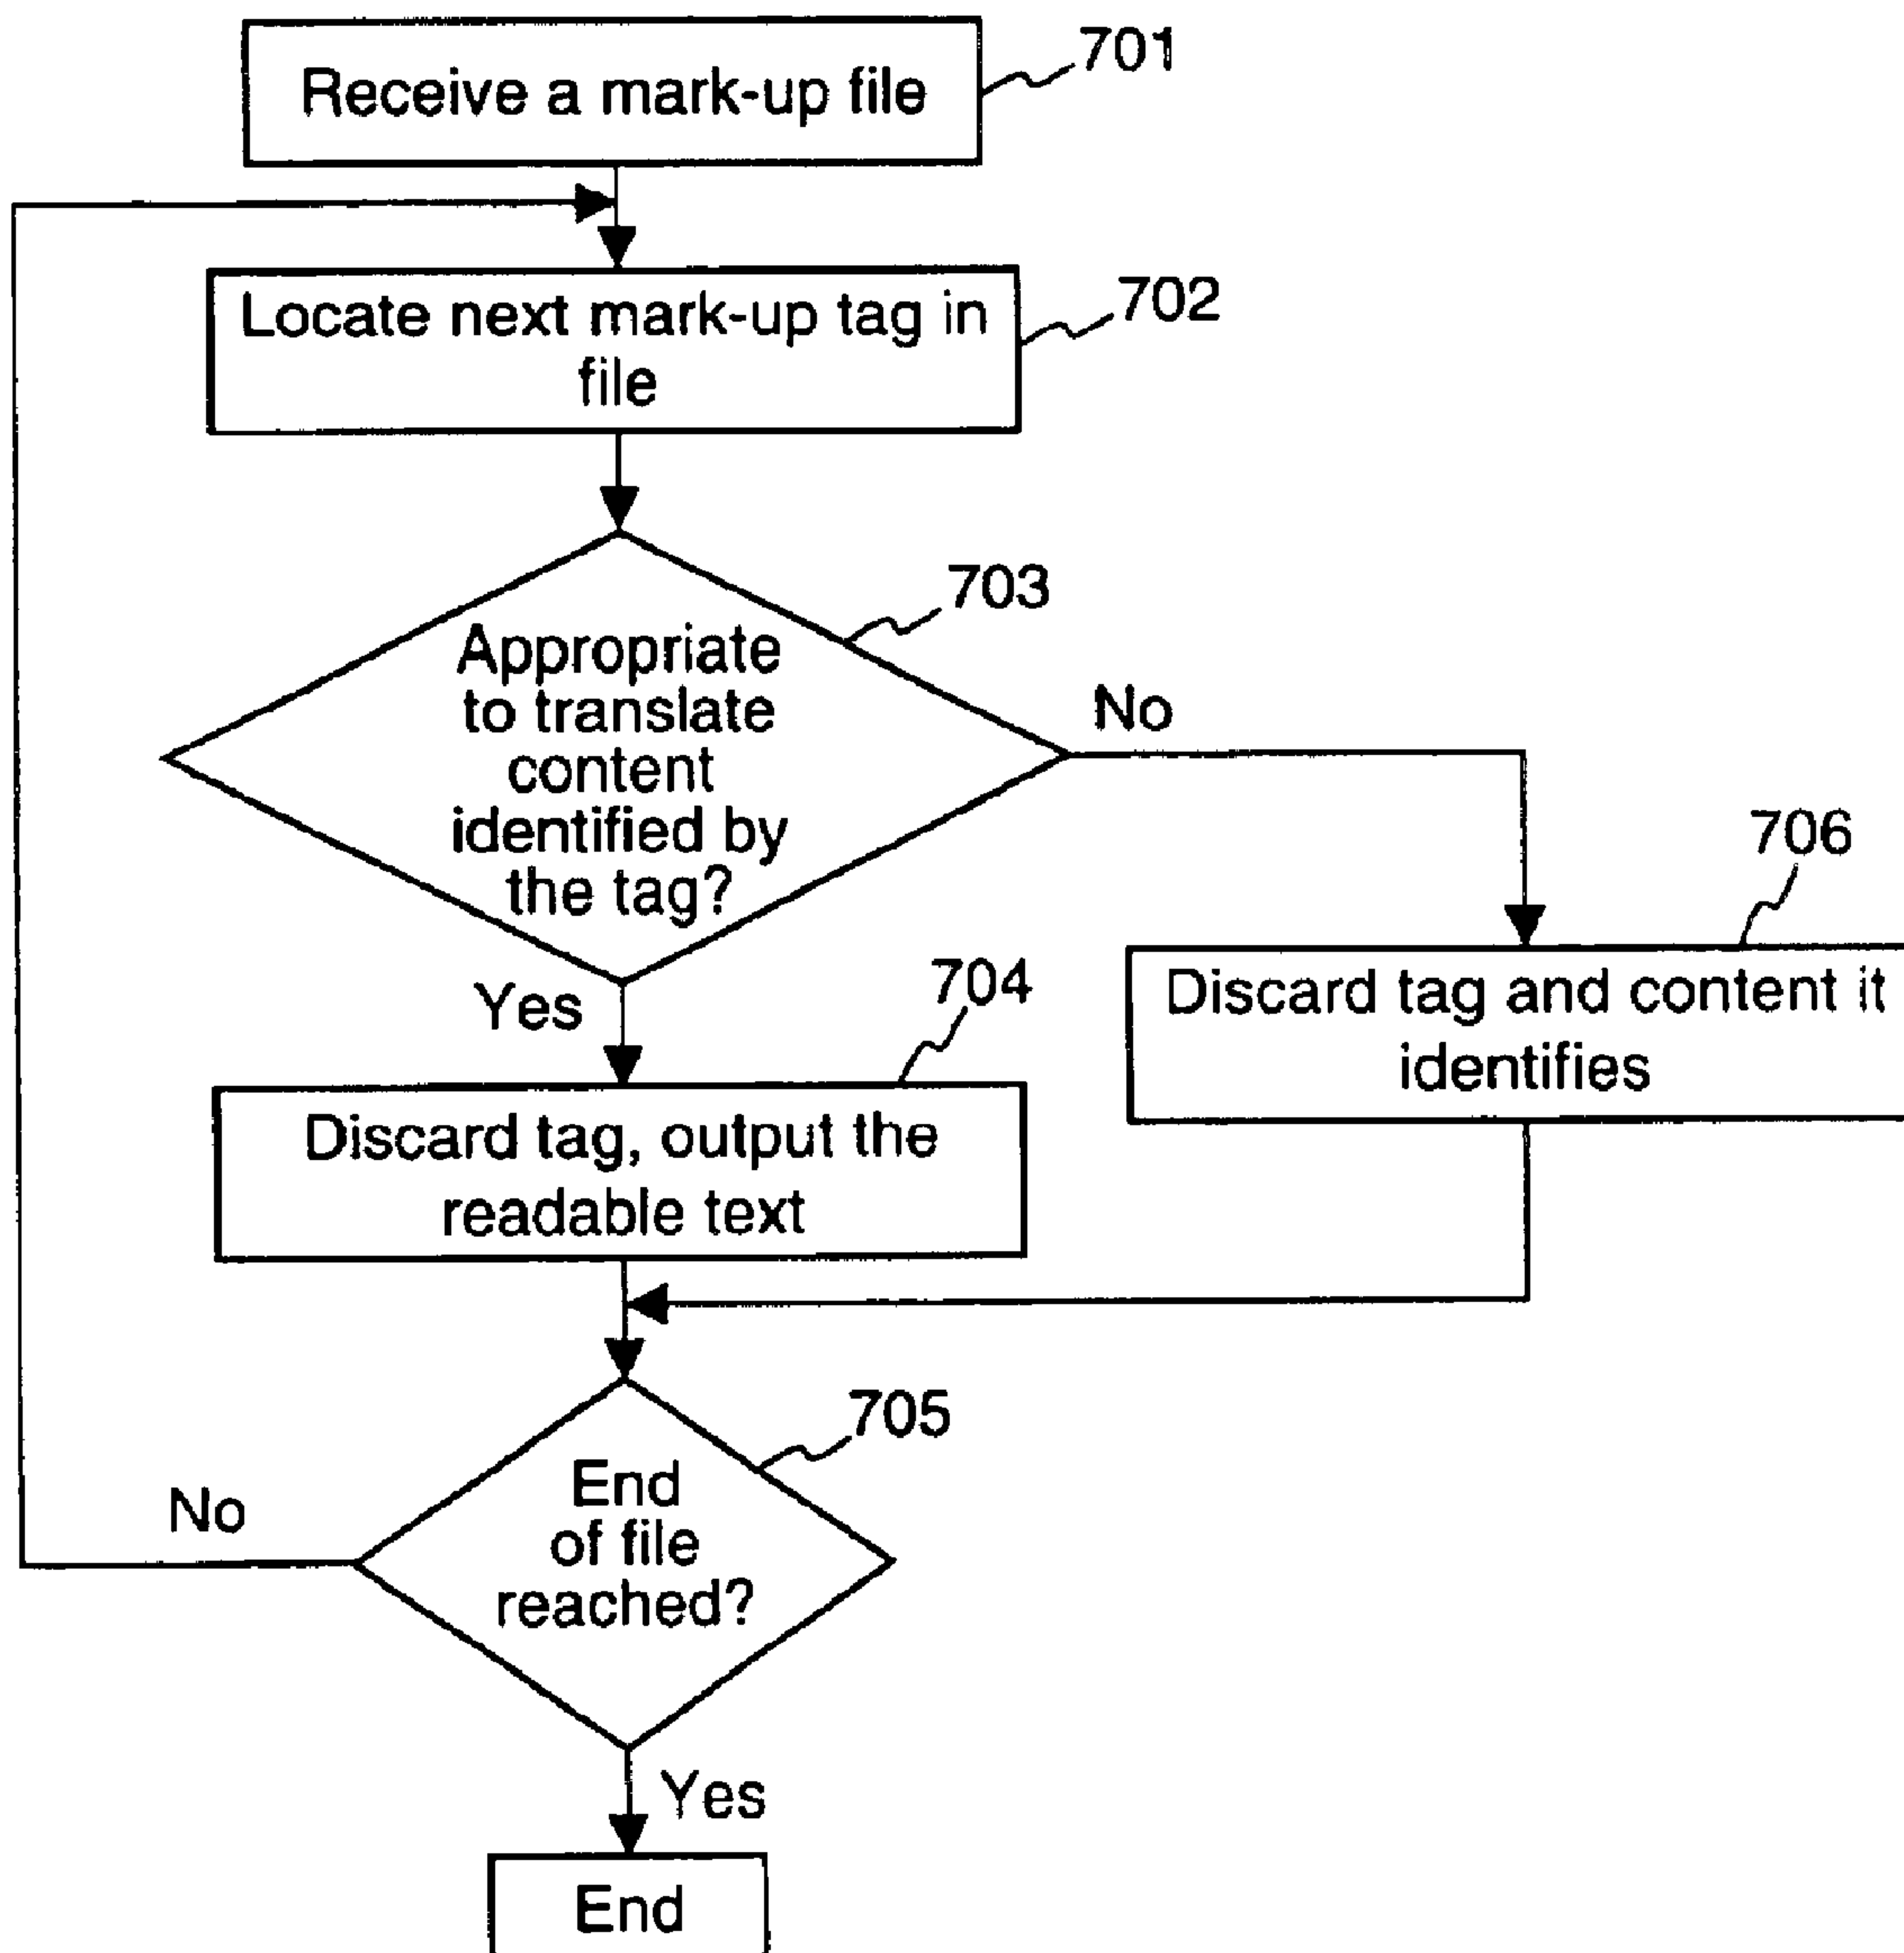 Receive a mark-up file
701
Locate next mark-up tag in
file
702
Appropriate
to translate
content
identified by
the tag?
703
No
Yes
706
Discard tag and content it
identifies
704
Discard tag, output the
readable text
705
End
of file
reached?
No
Yes
End